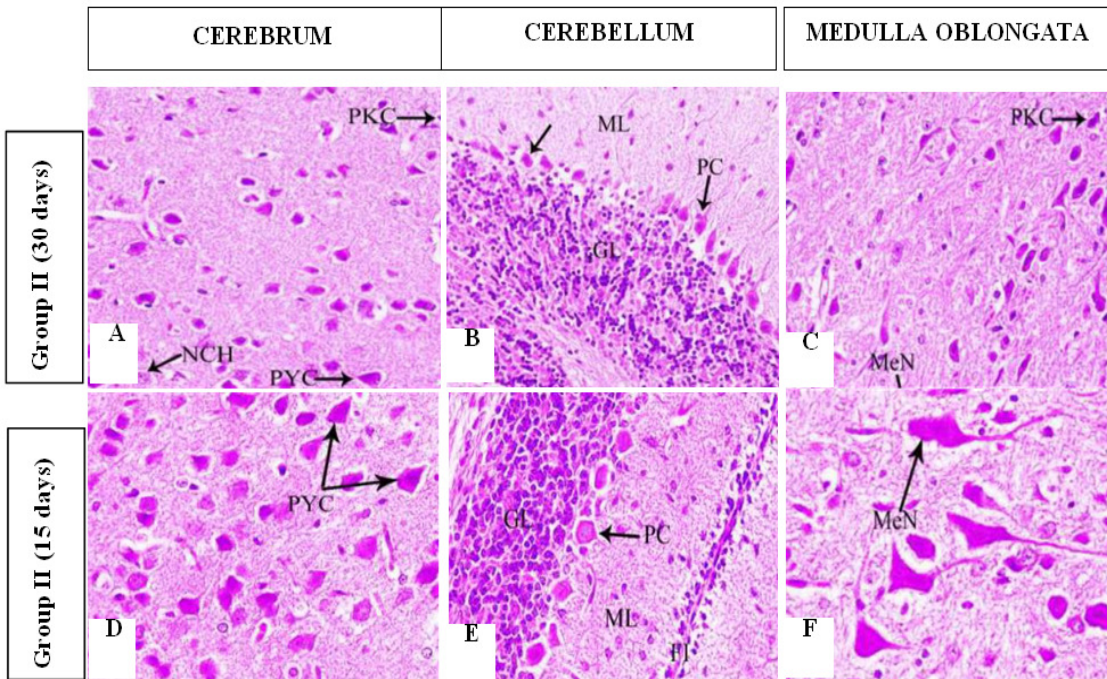 CEREBRUM
CEREBELLUM
MEDULLA OBLONGATA
Group II (30 days)
PKC
NCH
PYC
A
ML
PC
GL
B
PKC
MeN
C
Group II (15 days)
PYC
D
GL
PC
ML
E
MeN
F